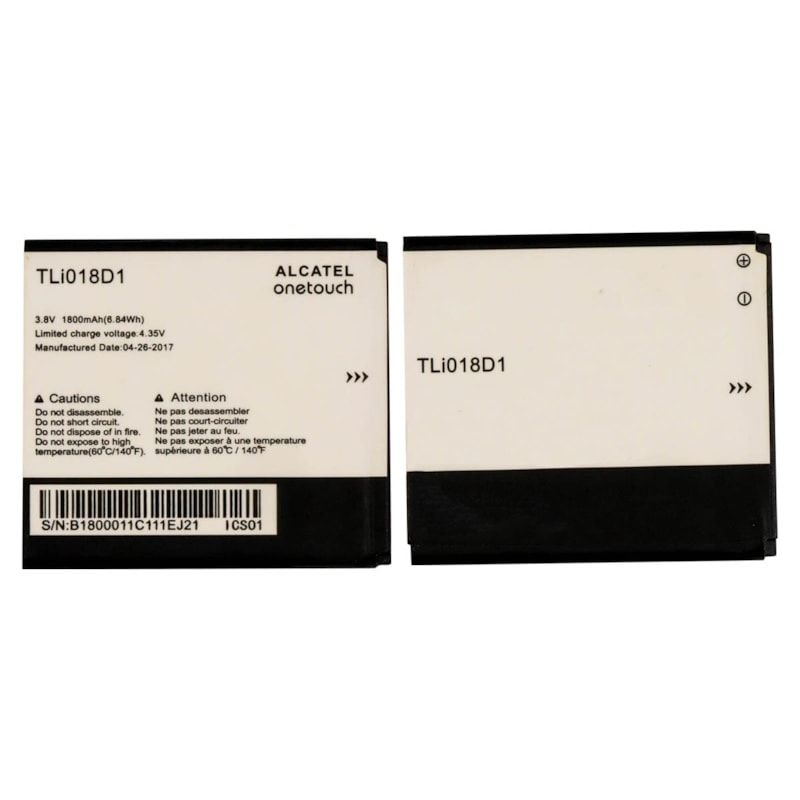 TLi018D1
ALCATEL
onetouch
3.8V 1800mAh(6.84Wh)
Limited charge voltage:4.35V
Manufactured Date:04-26-2017
Cautions
Do not disassemble.
Do not short circuit.
Do not dispose of in fire.
Do not expose to high
temperature(60°C/140°F).
Attention
Ne pas desassembler
Ne pas court-circuiter
Ne pas jeter au feu.
Ne pas exposer à une temperature
supérieure à 60°C / 140°F
S/N:B1800011C111EJ21 ICS01
TLi018D1